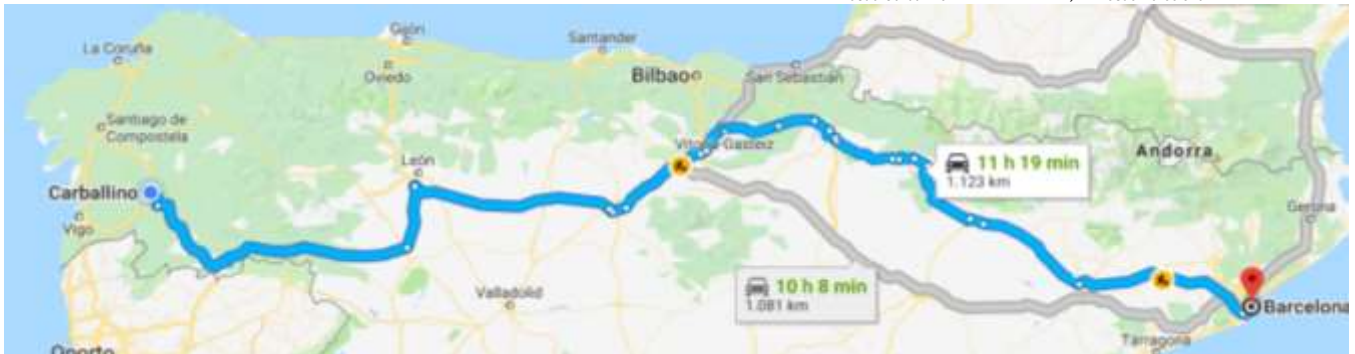 La Coruña
Gijón
Santander
Oviedo
Bilbao
San Sebastián
Santiago de
Compostela
León
Vitoria-Gasteiz
11 h 19 min
1.123 km
Andorra
Carballino
Vigo
Gerona
10 h 8 min
1.081 km
Valladolid
Barcelona
Tarragona
Oporto